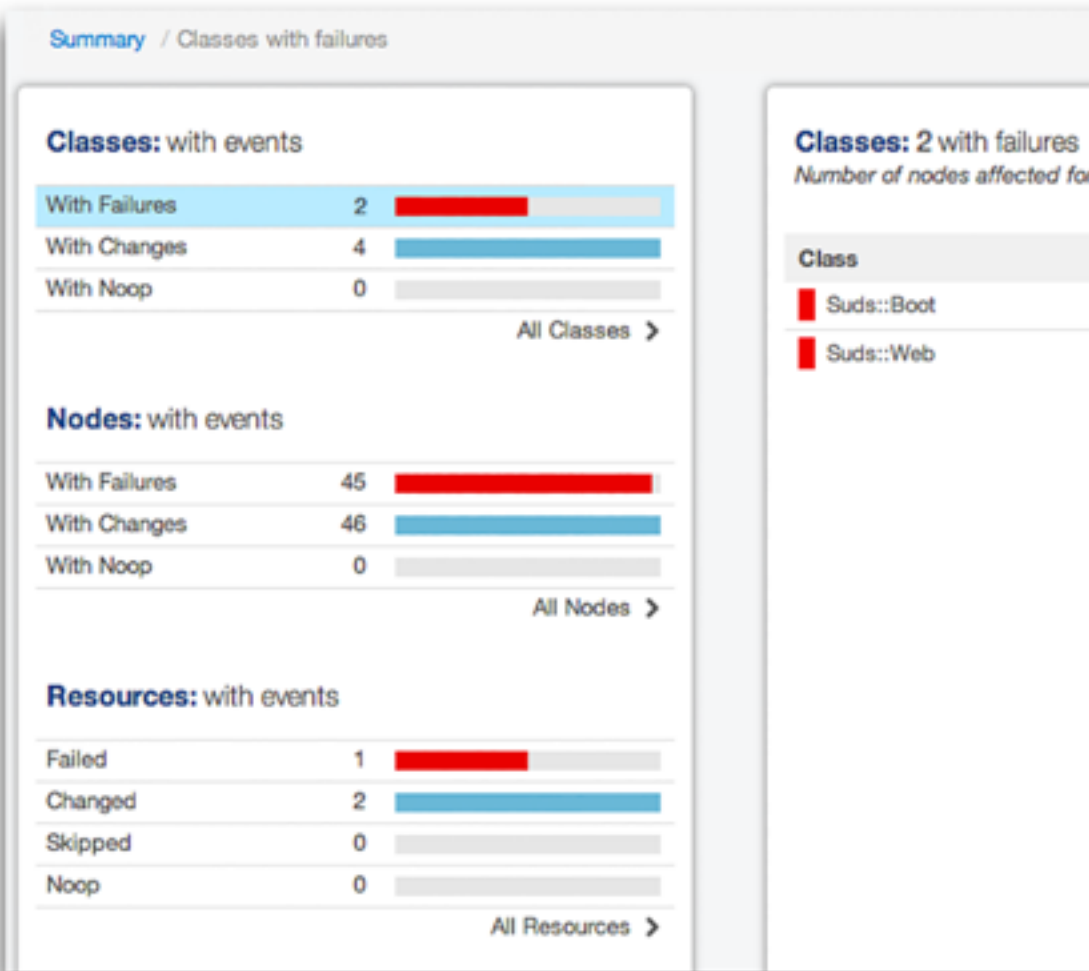 Summary / Classes with failures
Classes: with events
With Failures 2
With Changes 4
With Noop 0
All Classes >
Nodes: with events
With Failures 45
With Changes 46
With Noop 0
All Nodes >
Resources: with events
Failed 1
Changed 2
Skipped 0
Noop 0
All Resources >
Classes: 2 with failures
Number of nodes affected
Class
Suds::Boot
Suds::Web